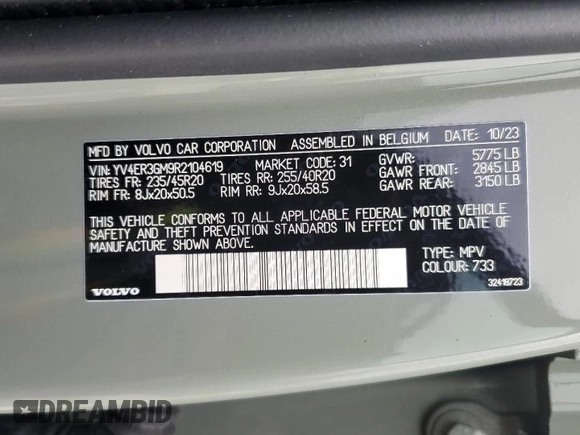 MFD BY VOLVO CAR CORPORATION ASSEMBLED IN BELGIUM DATE: 10/23
VIN: YV4ER3GM9R2104619 MARKET CODE: 31 GVWR: 5775 LB
TIRES FR: 235/45R20 TIRES RR: 255/40R20 GAWR FRONT: 2845 LB
RIM FR: 8Jx20x50.5 RIM RR: 9Jx20x58.5 GAWR REAR: 3150 LB
THIS VEHICLE CONFORMS TO ALL APPLICABLE FEDERAL MOTOR VEHICLE
SAFETY AND THEFT PREVENTION STANDARDS IN EFFECT ON THE DATE OF
MANUFACTURE SHOWN ABOVE.
TYPE: MPV
COLOUR: 733
VOLVO 32418723
DREAMBID